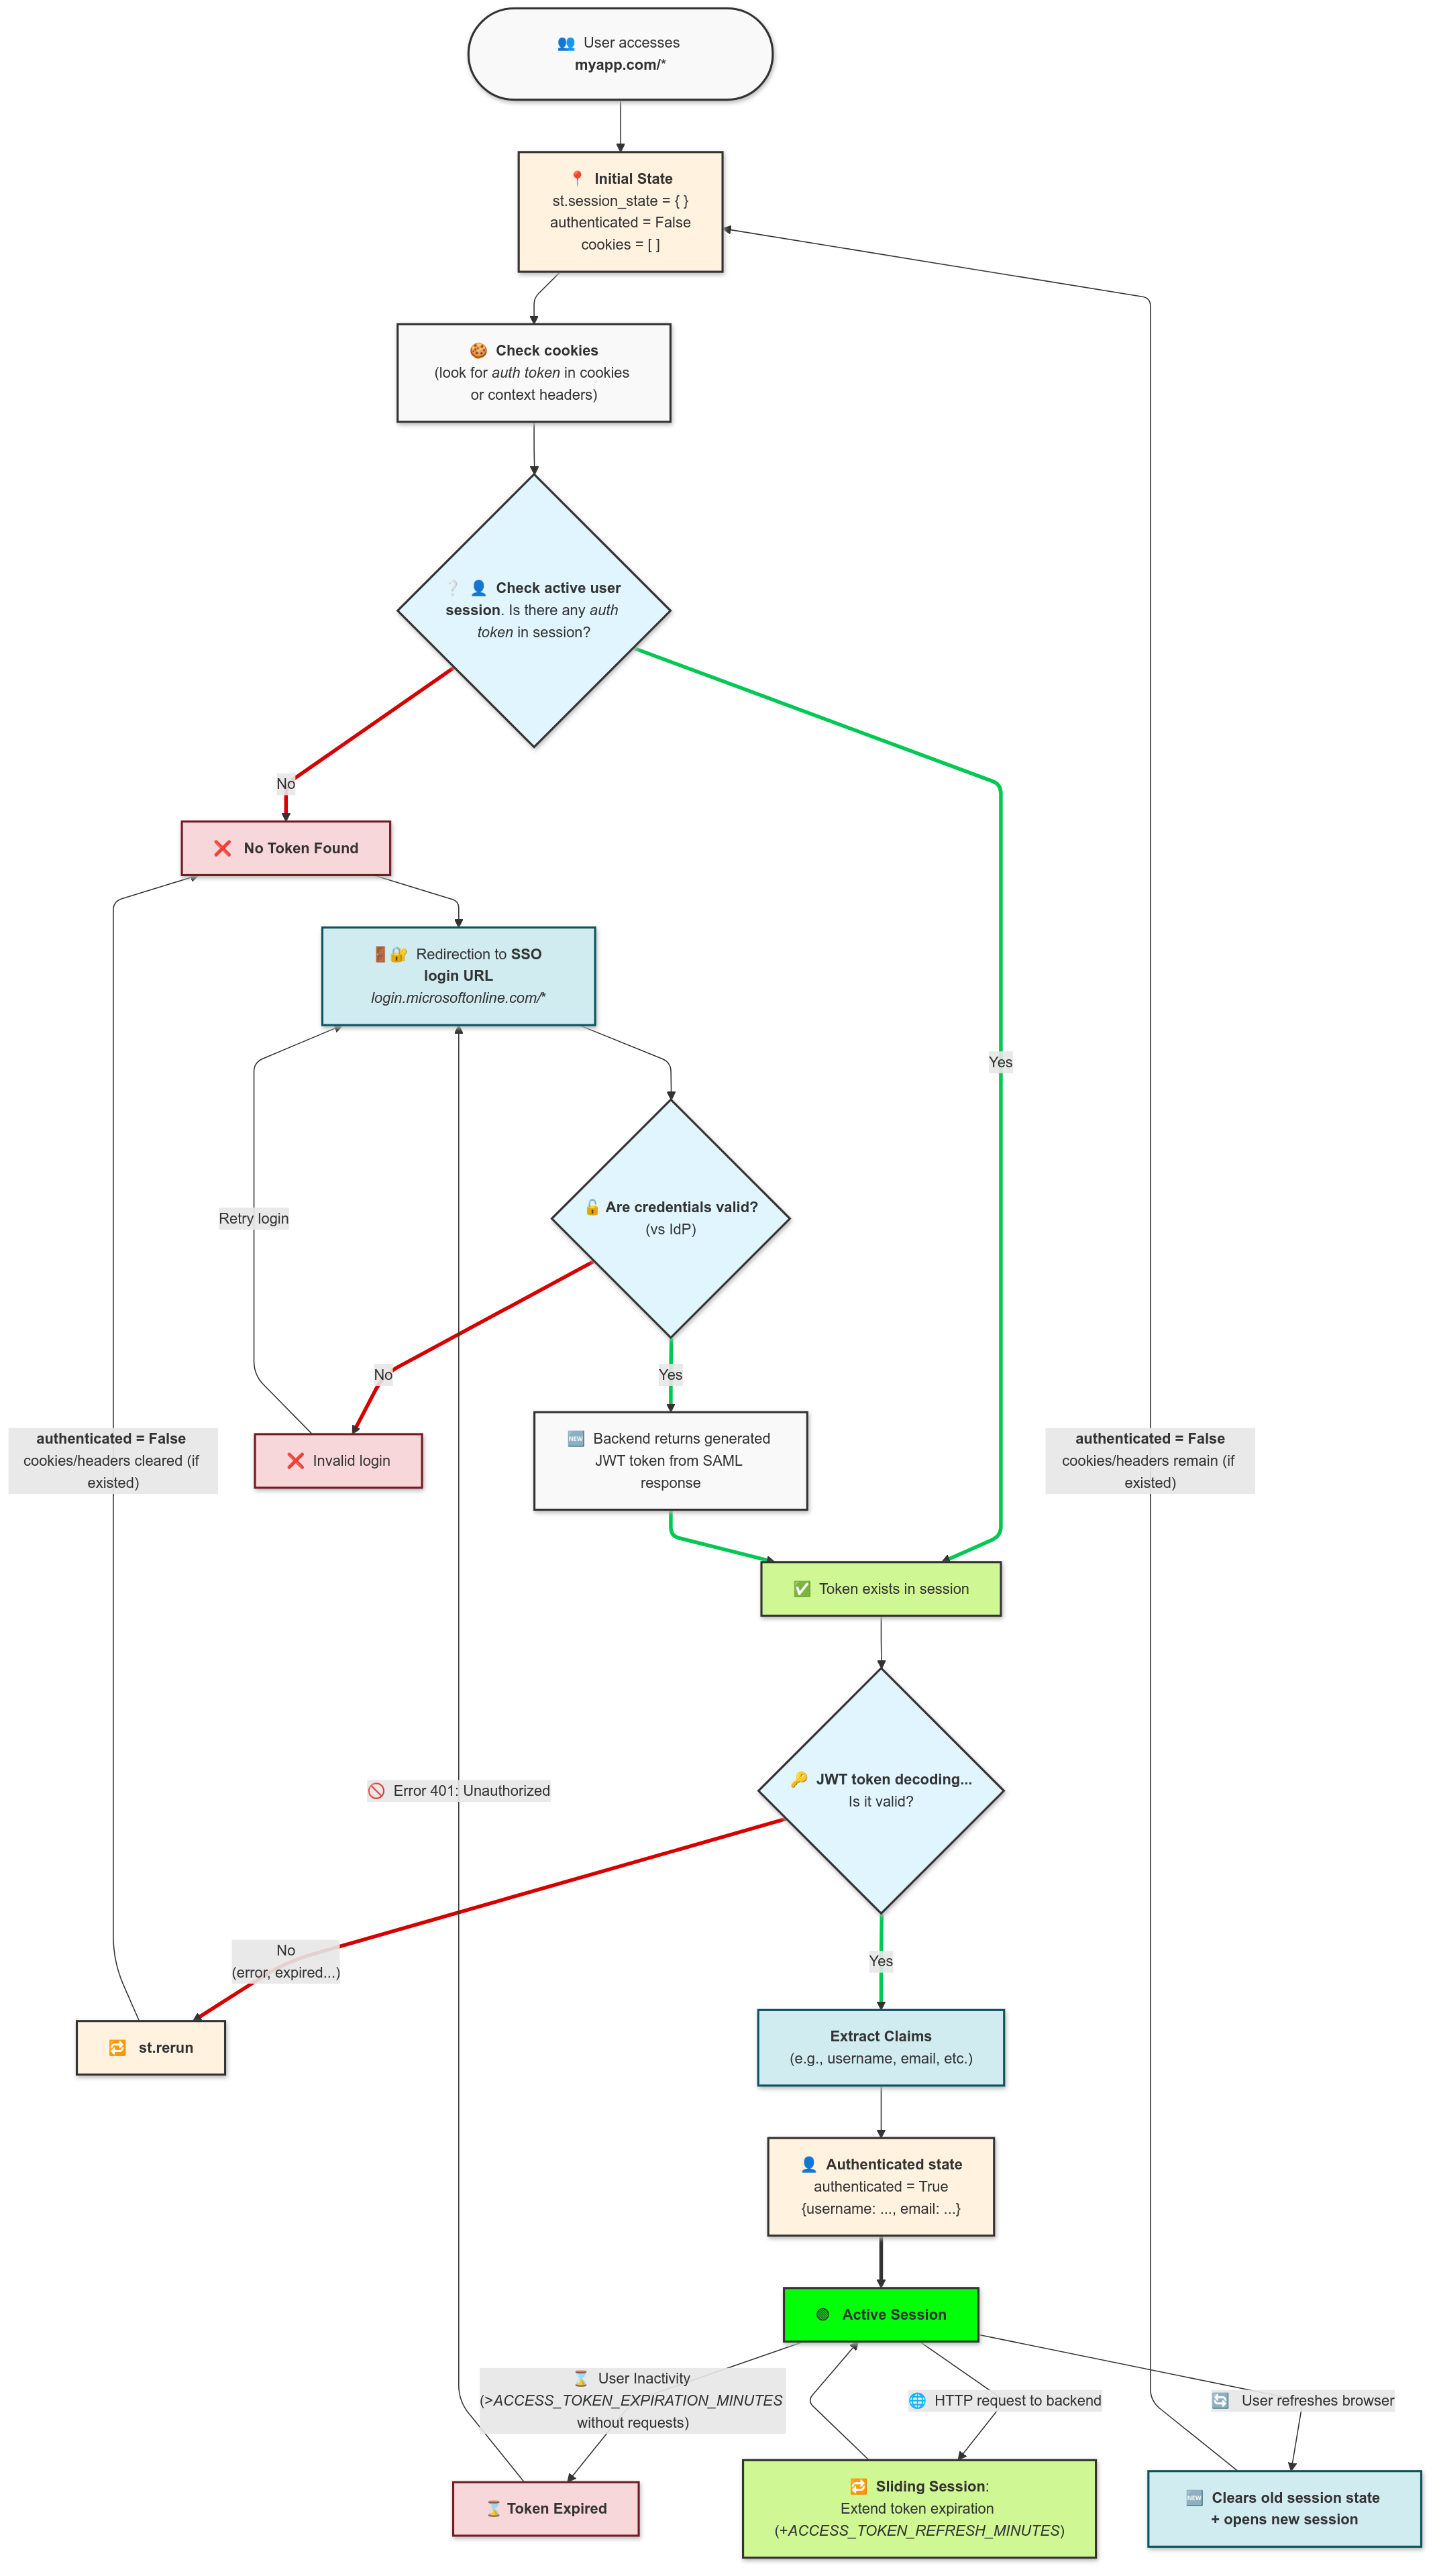 👥 User accesses
myapp.com/*
📍 Initial State
st.session_state = { }
authenticated = False
cookies = [ ]
🍪 Check cookies
(look for auth token in cookies
or context headers)
❔ 👤 Check active user
session. Is there any auth
token in session?
No
❌ No Token Found
🚪🔐 Redirection to SSO
login URL
login.microsoftonline.com/*
Yes
Retry login
🔓 Are credentials valid?
(vs IdP)
No
Yes
authenticated = False
cookies/headers cleared (if
existed)
❌ Invalid login
🆕 Backend returns generated
JWT token from SAML
response
authenticated = False
cookies/headers remain (if
existed)
✅ Token exists in session
🚫 Error 401: Unauthorized
🔑 JWT token decoding...
Is it valid?
No
(error, expired...)
Yes
🔁 st.rerun
Extract Claims
(e.g., username, email, etc.)
👤 Authenticated state
authenticated = True
{username: ..., email: ...}
🟢 Active Session
⌛ User Inactivity
(>ACCESS_TOKEN_EXPIRATION_MINUTES
without requests)
🌐 HTTP request to backend
🔄 User refreshes browser
⌛ Token Expired
🔁 Sliding Session:
Extend token expiration
(+ACCESS_TOKEN_REFRESH_MINUTES)
🆕 Clears old session state
+ opens new session